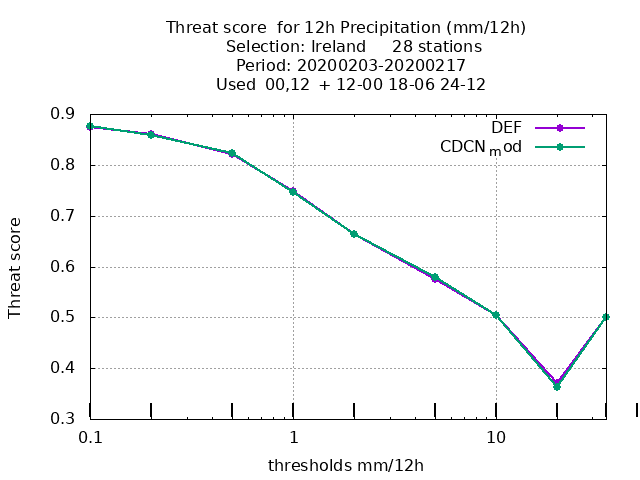 Threat score  for 12h Precipitation (mm/12h)
Selection: Ireland     28 stations
Period: 20200203-20200217
Used  00,12  + 12-00 18-06 24-12
DEF
CDCN_mod
Threat score
0.9
0.8
0.7
0.6
0.5
0.4
0.3
0.1 1 10
thresholds mm/12h